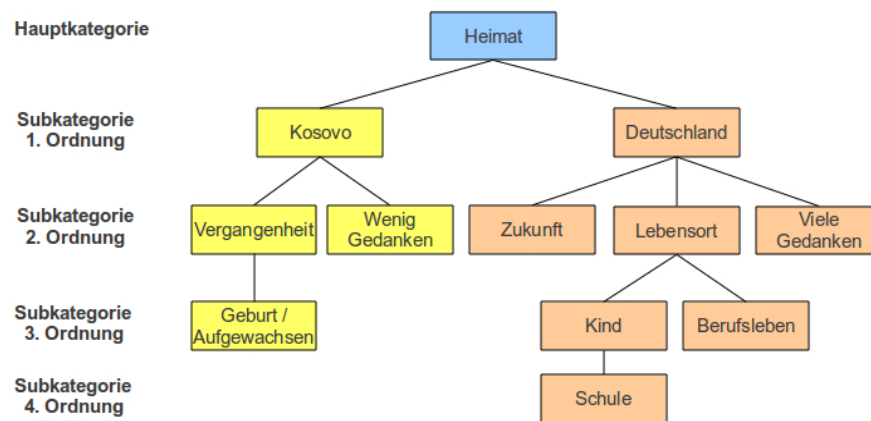 Hauptkategorie
Heimat
Subkategorie
1. Ordnung
Kosovo
Deutschland
Subkategorie
2. Ordnung
Vergangenheit
Wenig
Gedanken
Zukunft
Lebensort
Viele
Gedanken
Subkategorie
3. Ordnung
Geburt /
Aufgewachsen
Kind
Berufsleben
Subkategorie
4. Ordnung
Schule